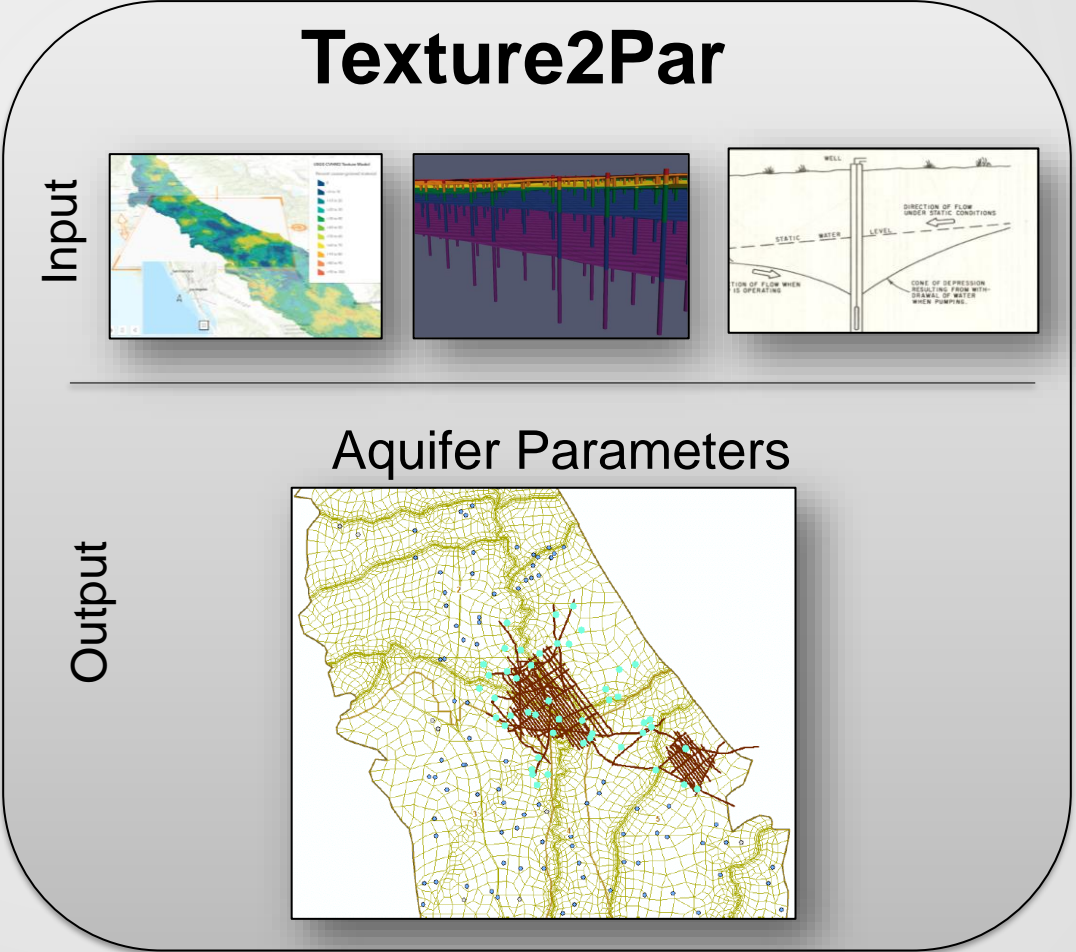 Texture2Par
Input
WELL
DIRECTION OF FLOW
UNDER STATIC CONDITIONS
STATIC WATER LEVEL
TION OF FLOW WHEN
IS OPERATING
CONE OF DEPRESSION
RESULTING FROM WITH-
DRAWAL OF WATER
WHEN PUMPING.
Aquifer Parameters
Output